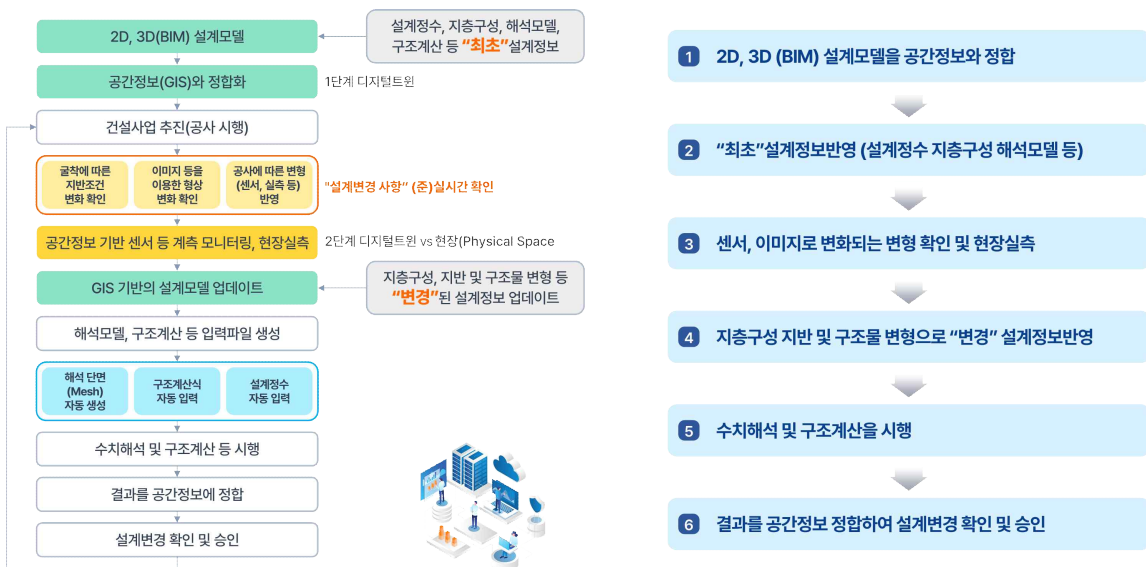 2D, 3D(BIM) 설계모델
설계정수, 지층구성, 해석모델,
구조계산 등 “최초”설계정보
공간정보(GIS)와 정합화
1단계 디지털트윈
건설사업 추진(공사 시행)
굴착에 따른
지반조건
변화 확인
이미지 등을
이용한 형상
변화 확인
공사에 따른 변형
(센서, 실측 등)
반영
"설계변경 사항” (준)실시간 확인
공간정보 기반 센서 등 계측 모니터링, 현장실측
2단계 디지털트윈 vs 현장(Physical Space
GIS 기반의 설계모델 업데이트
지층구성, 지반 및 구조물 변형 등
“변경”된 설계정보 업데이트
해석모델, 구조계산 등 입력파일 생성
해석 단면
(Mesh)
자동 생성
구조계산식
자동 입력
설계정수
자동 입력
수치해석 및 구조계산 등 시행
결과를 공간정보에 정합
설계변경 확인 및 승인
1 2D, 3D (BIM) 설계모델을 공간정보와 정합
2 “최초”설계정보반영 (설계정수 지층구성 해석모델 등)
3 센서, 이미지로 변화되는 변형 확인 및 현장실측
4 지층구성 지반 및 구조물 변형으로 “변경” 설계정보반영
5 수치해석 및 구조계산을 시행
6 결과를 공간정보 정합하여 설계변경 확인 및 승인